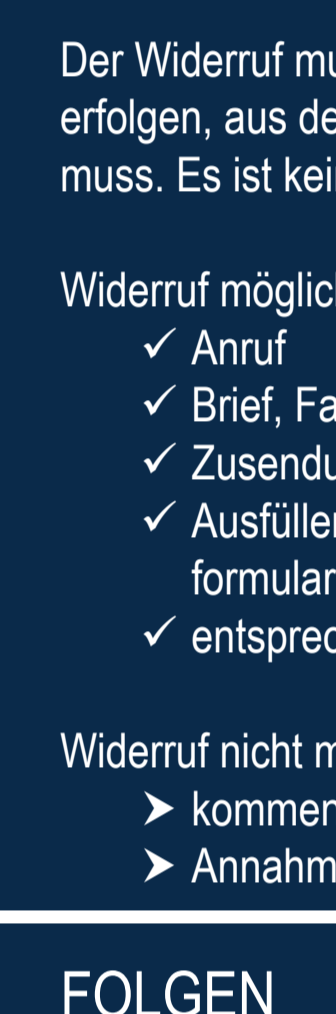 Der Widerruf mu
erfolgen, aus de
muss. Es ist kei
Widerruf möglich
✓ Anruf
✓ Brief, Fa
✓ Zusendu
✓ Ausfüller
formular
✓ entsprec
Widerruf nicht m
➤ kommen
➤ Annahm
FOLGEN